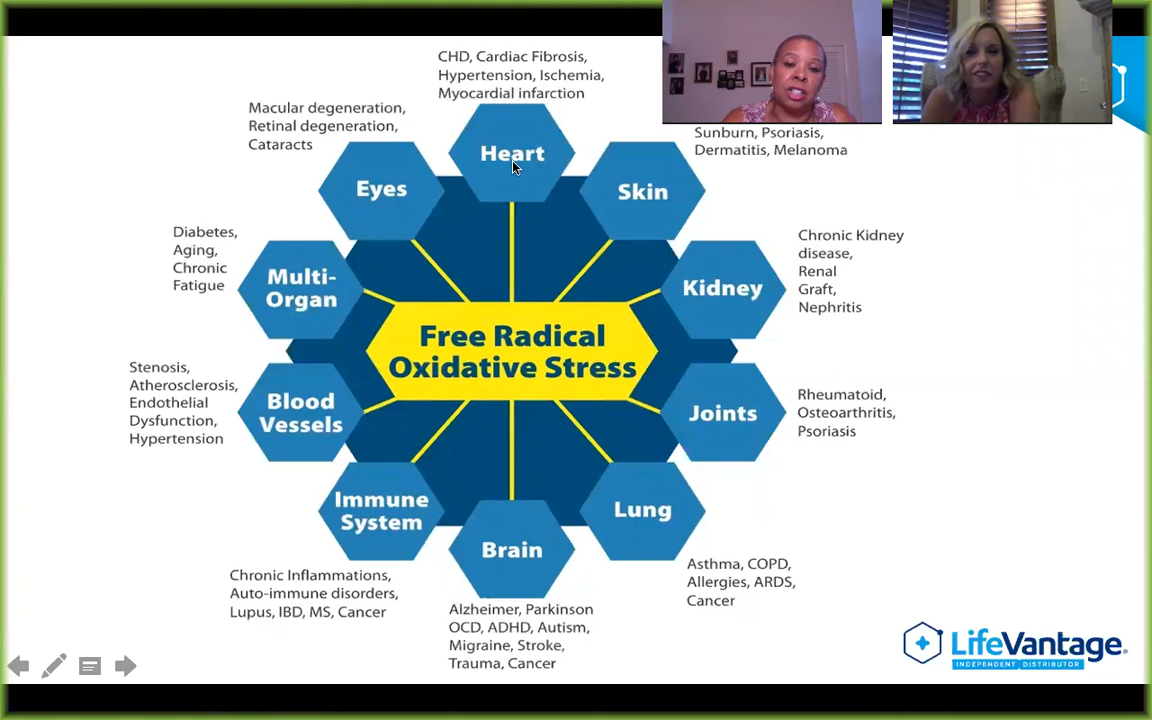 CHD, Cardiac Fibrosis,
Hypertension, Ischemia,
Myocardial infarction
Heart
Macular degeneration,
Retinal degeneration,
Cataracts
Eyes
Sunburn, Psoriasis,
Dermatitis, Melanoma
Skin
Diabetes,
Aging,
Chronic
Fatigue
Multi-
Organ
Chronic Kidney
disease,
Renal
Graft,
Nephritis
Kidney
Free Radical
Oxidative Stress
Stenosis,
Atherosclerosis,
Endothelial
Dysfunction,
Hypertension
Blood
Vessels
Rheumatoid,
Osteoarthritis,
Psoriasis
Joints
Immune
System
Chronic Inflammations,
Auto-immune disorders,
Lupus, IBD, MS, Cancer
Brain
Alzheimer, Parkinson
OCD, ADHD, Autism,
Migraine, Stroke,
Trauma, Cancer
Lung
Asthma, COPD,
Allergies, ARDS,
Cancer
LifeVantage.
INDEPENDENT DISTRIBUTOR